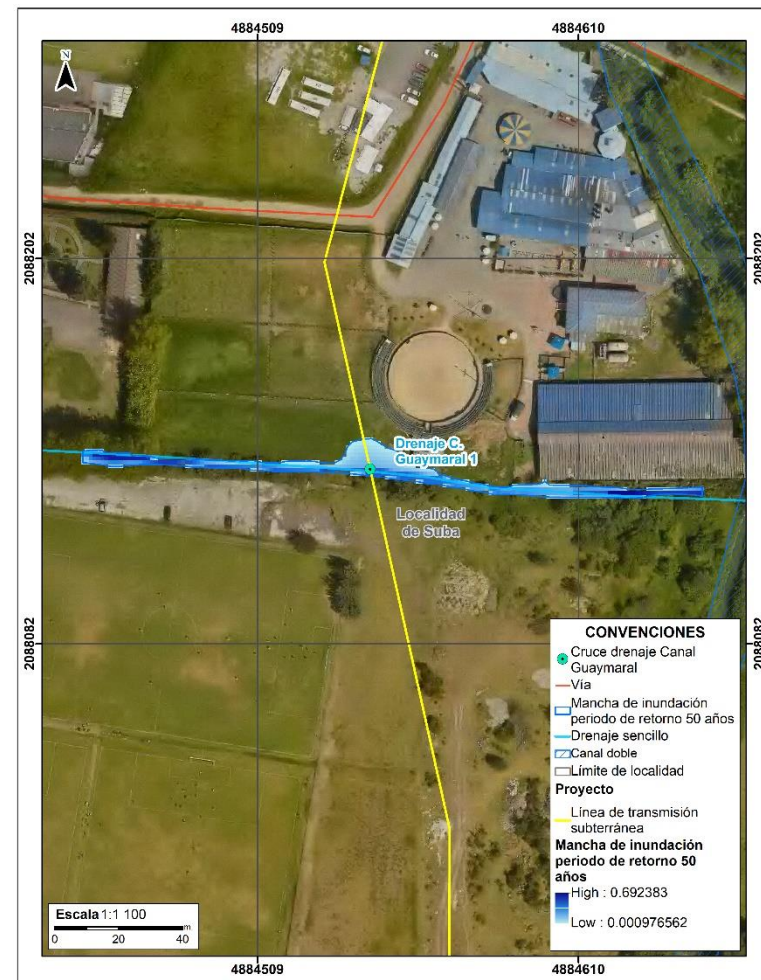 4884509 4884610
N
2088202 2088202
Drenaje C.
Guaymaral 1
Localidad
de Suba
2088082 2088082
CONVENCIONES
Cruce drenaje Canal
Guaymaral
Vía
Mancha de inundación
periodo de retorno 50 años
Drenaje sencillo
Canal doble
Límite de localidad
Proyecto
Línea de transmisión
subterránea
Mancha de inundación
periodo de retorno 50
años
High : 0.692383
Low : 0.000976562
Escala 1:1 100
m
0 20 40
4884509 4884610